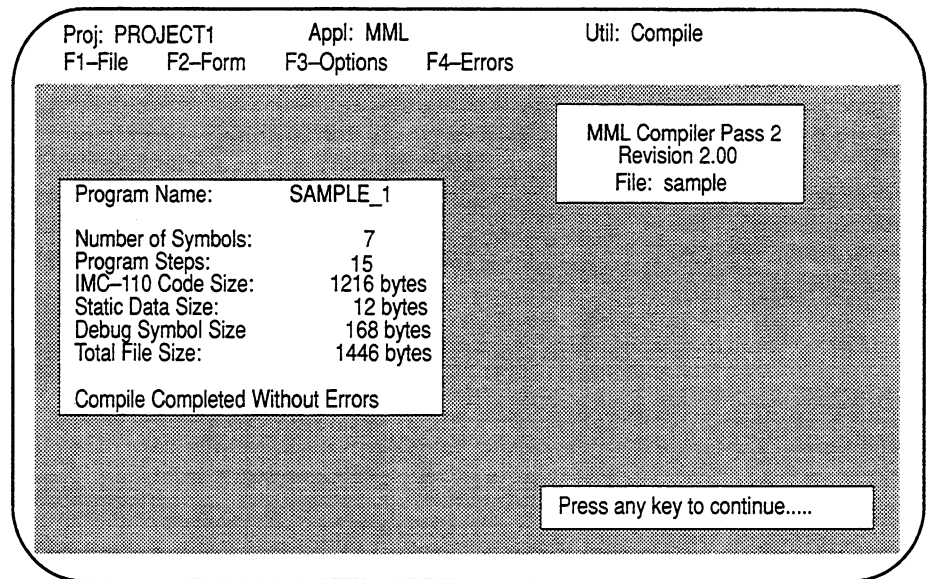 Proj: PROJECT1 Appl: MML Util: Compile
F1–File F2–Form F3–Options F4–Errors
MML Compiler Pass 2
Revision 2.00
File: sample
Program Name: SAMPLE_1
Number of Symbols: 7
Program Steps: 15
IMC–110 Code Size: 1216 bytes
Static Data Size: 12 bytes
Debug Symbol Size 168 bytes
Total File Size: 1446 bytes
Compile Completed Without Errors
Press any key to continue.....